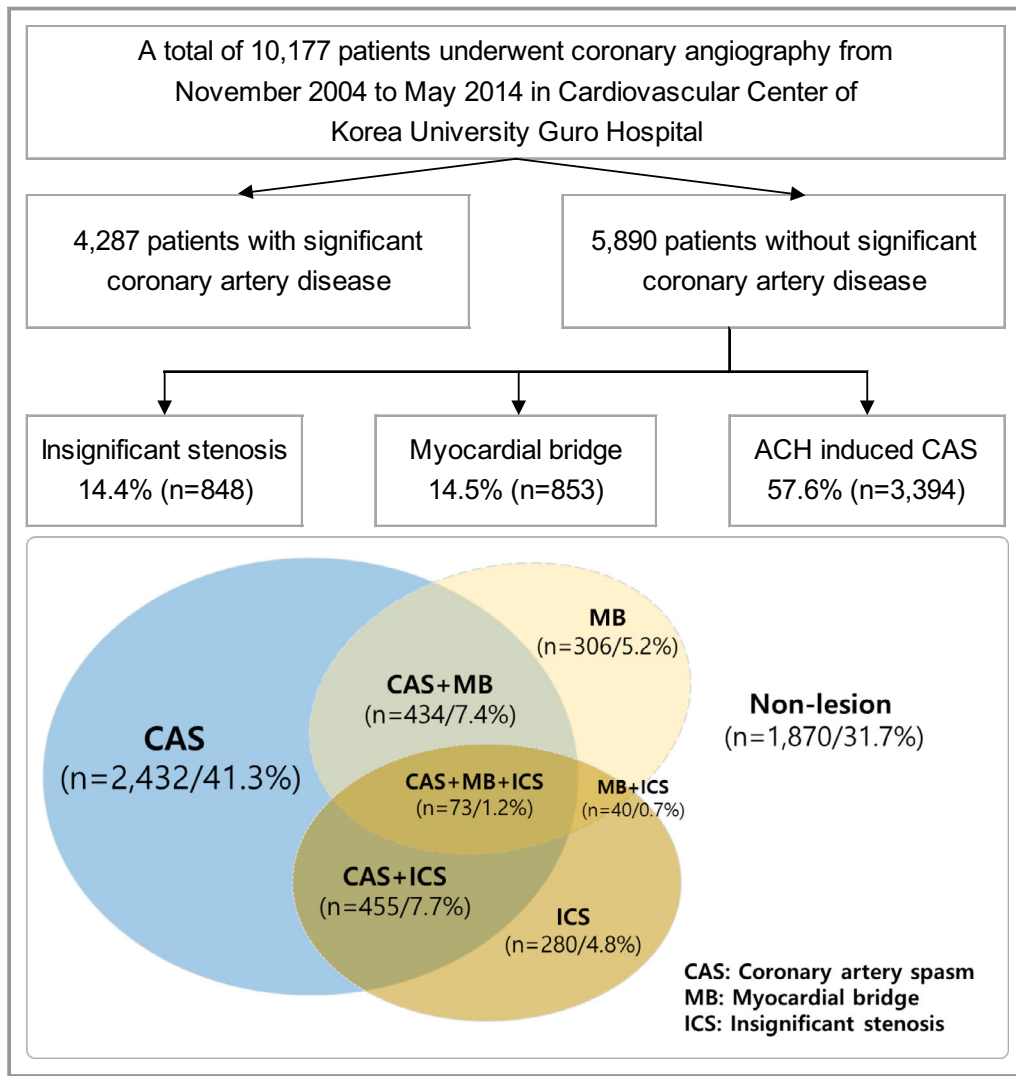 A total of 10,177 patients underwent coronary angiography from
November 2004 to May 2014 in Cardiovascular Center of
Korea University Guro Hospital
4,287 patients with significant
coronary artery disease
5,890 patients without significant
coronary artery disease
Insignificant stenosis
14.4% (n=848)
Myocardial bridge
14.5% (n=853)
ACH induced CAS
57.6% (n=3,394)
MB
(n=306/5.2%)
CAS+MB
(n=434/7.4%)
Non-lesion
(n=1,870/31.7%)
CAS
(n=2,432/41.3%)
CAS+MB+ICS
(n=73/1.2%)
MB+ICS
(n=40/0.7%)
CAS+ICS
(n=455/7.7%)
ICS
(n=280/4.8%)
CAS: Coronary artery spasm
MB: Myocardial bridge
ICS: Insignificant stenosis